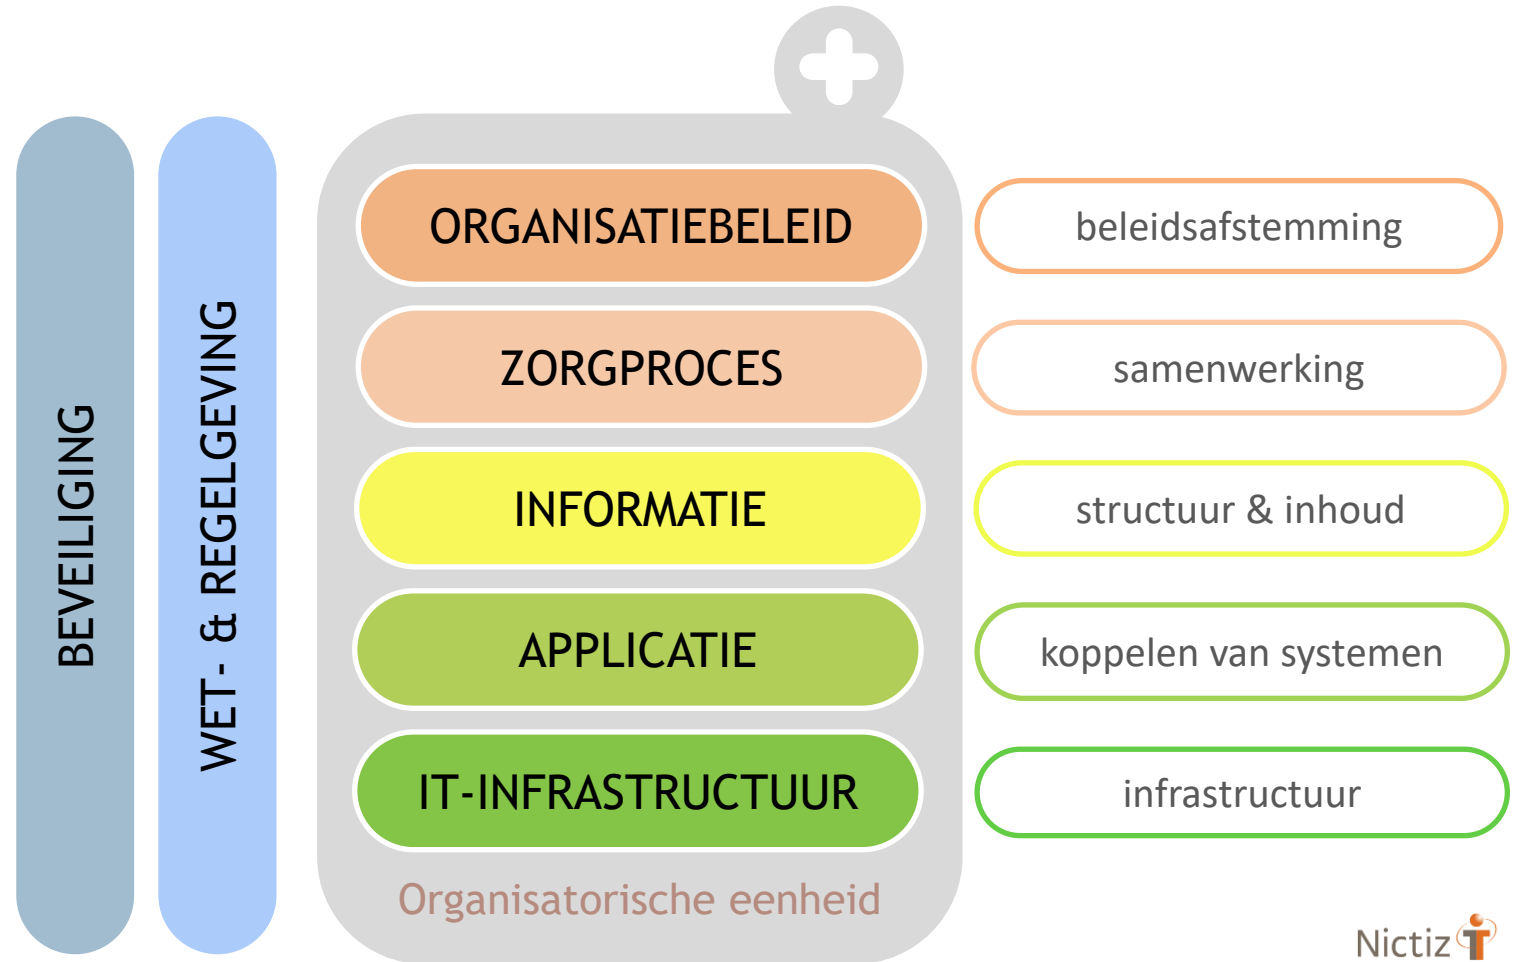 BEVEILIGING
WET- & REGELGEVING
ORGANISATIEBELEID
beleidsafstemming
ZORGPROCES
samenwerking
INFORMATIE
structuur & inhoud
APPLICATIE
koppelen van systemen
IT-INFRASTRUCTUUR
infrastructuur
Organisatorische eenheid
Nictiz